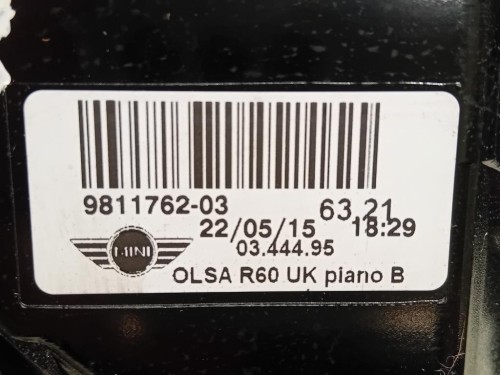 9811762-03 63.21
22/05/15 18:29
03.444.95
MINI
OLSA R60 UK piano B